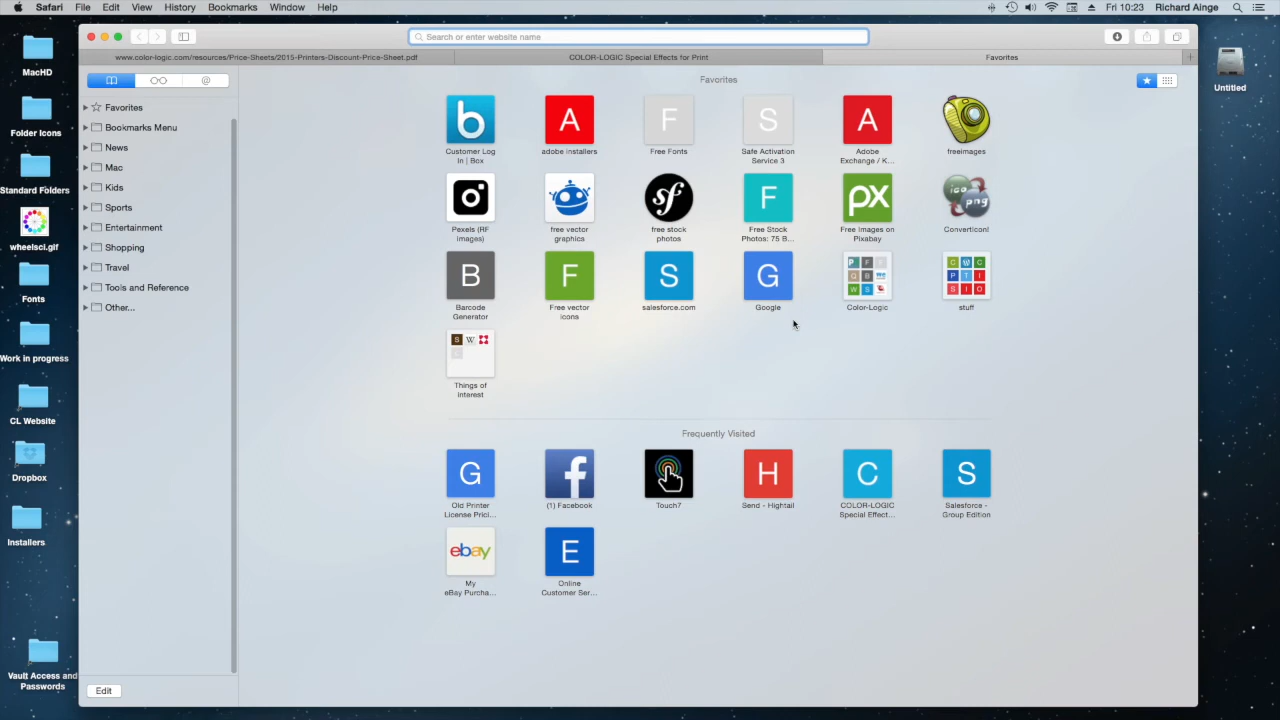 Safari File Edit View History Bookmarks Window Help
Fri 10:23 Richard Ainge
Search or enter website name
www.color-logic.com/resources/Price-Sheets/2015-Printers-Discount-Price-Sheet.pdf
COLOR-LOGIC Special Effects for Print
Favorites
MacHD
Folder Icons
Standard Folders
wheelsci.gif
Fonts
Work in progress
CL Website
Dropbox
Installers
Vault Access and
Passwords
Untitled
@
Favorites
Bookmarks Menu
News
Mac
Kids
Sports
Entertainment
Shopping
Travel
Tools and Reference
Other...
Edit
Favorites
b
Customer Log
In | Box
A
adobe installers
F
Free Fonts
S
Safe Activation
Service 3
A
Adobe
Exchange / K...
freeimages
Pexels (RF
images)
free vector
graphics
sf
free stock
photos
F
Free Stock
Photos: 75 B...
px
Free Images on
Pixabay
ico
png
ConvertIcon!
B
Barcode
Generator
F
Free vector
icons
S
salesforce.com
G
Google
Color-Logic
C W C
P T I
S I O
stuff
S W
Things of
Interest
Frequently Visited
G
Old Printer
License Prici...
f
(1) Facebook
Touch7
H
Send - Hightail
C
COLOR-LOGIC
Special Effect...
S
Salesforce -
Group Edition
ebay
My
eBay Purcha...
E
Online
Customer Ser...